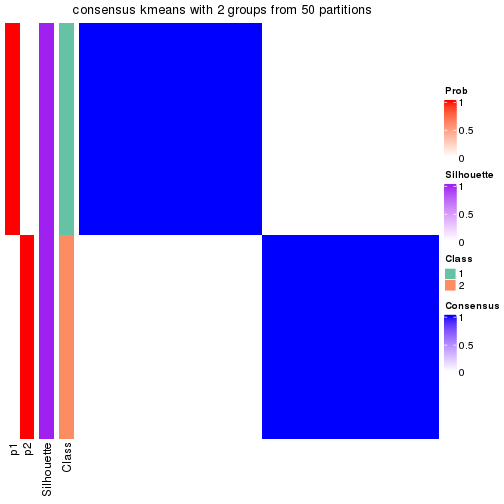 consensus kmeans with 2 groups from 50 partitions
Prob
1
0.5
0
Silhouette
1
0.5
0
Class
1
2
Consensus
1
0.5
0
p1
p2
Silhouette
Class